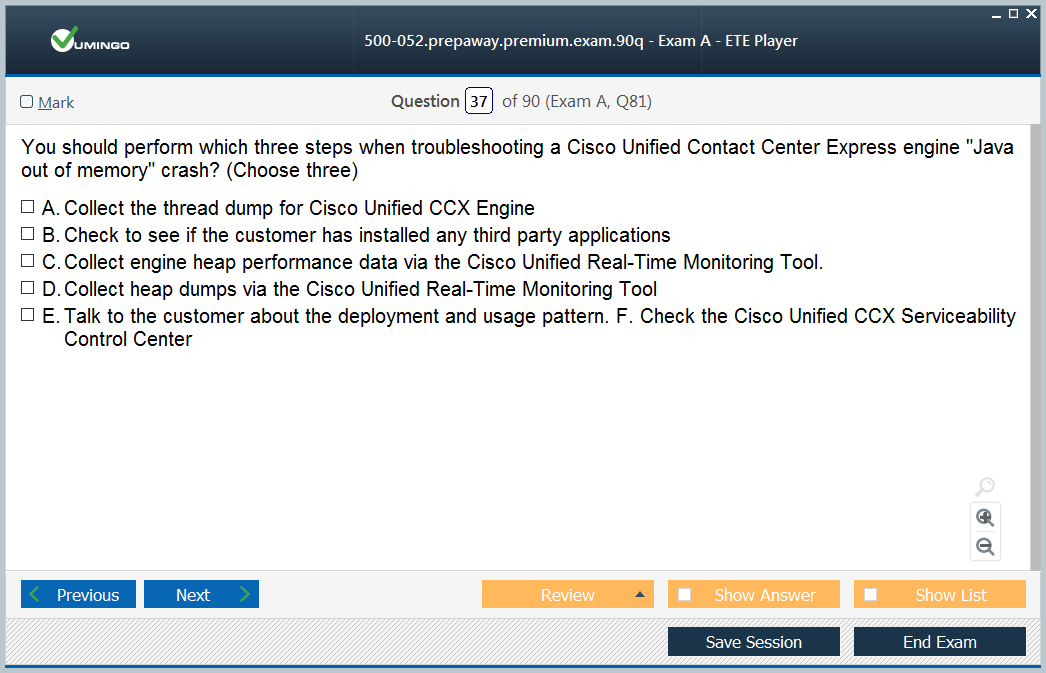 VUMINGO
500-052.prepaway.premium.exam.90q - Exam A - ETE Player
Mark
Question 37 of 90 (Exam A, Q81)
You should perform which three steps when troubleshooting a Cisco Unified Contact Center Express engine "Java
out of memory" crash? (Choose three)
A. Collect the thread dump for Cisco Unified CCX Engine
B. Check to see if the customer has installed any third party applications
C. Collect engine heap performance data via the Cisco Unified Real-Time Monitoring Tool.
D. Collect heap dumps via the Cisco Unified Real-Time Monitoring Tool
E. Talk to the customer about the deployment and usage pattern. F. Check the Cisco Unified CCX Serviceability
Control Center
Previous
Next
Review
Show Answer
Show List
Save Session
End Exam